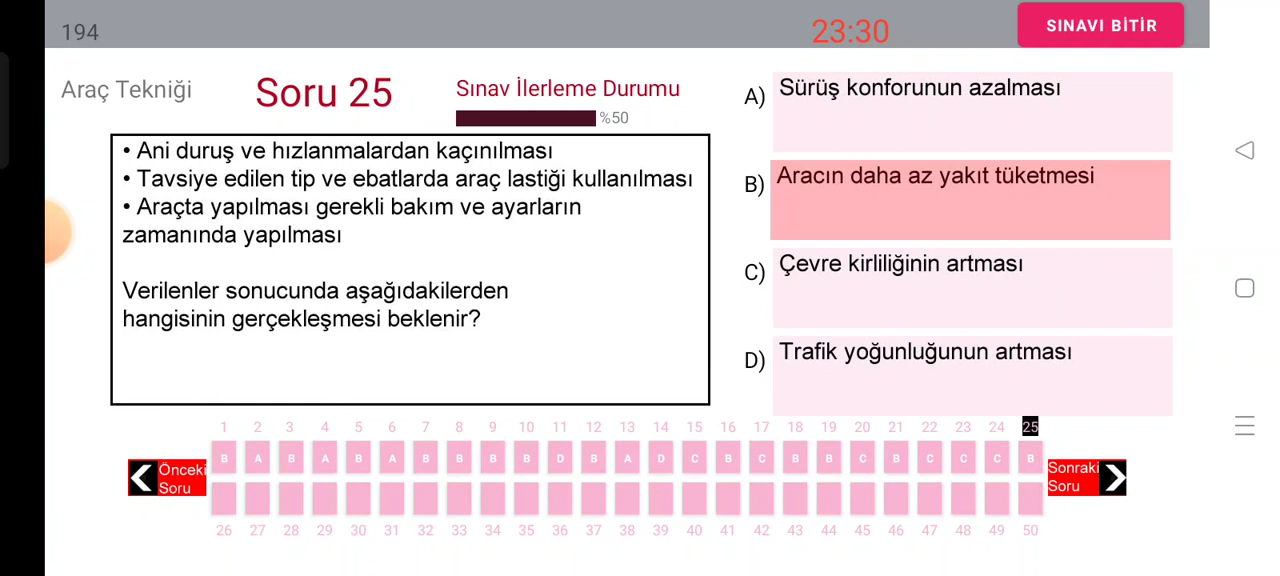 194
23:30
SINAVI BİTİR
Araç Tekniği
Soru 25
Sınav İlerleme Durumu
%50
• Ani duruş ve hızlanmalardan kaçınılması
• Tavsiye edilen tip ve ebatlarda araç lastiği kullanılması
• Araçta yapılması gerekli bakım ve ayarların
zamanında yapılması
Verilenler sonucunda aşağıdakilerden
hangisinin gerçekleşmesi beklenir?
A) Sürüş konforunun azalması
B) Aracın daha az yakıt tüketmesi
C) Çevre kirliliğinin artması
D) Trafik yoğunluğunun artması
1 2 3 4 5 6 7 8 9 10 11 12 13 14 15 16 17 18 19 20 21 22 23 24 25
B A B A B A B B B B D B A D C B C B B C B C C C B
Önceki
Soru
Sonraki
Soru
26 27 28 29 30 31 32 33 34 35 36 37 38 39 40 41 42 43 44 45 46 47 48 49 50